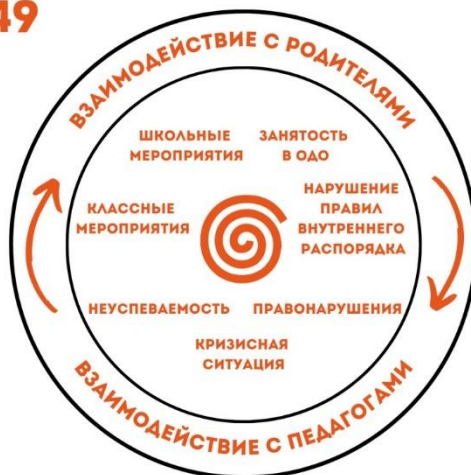 49
ВЗАИМОДЕЙСТВИЕ С РОДИТЕЛЯМИ
ШКОЛЬНЫЕ
МЕРОПРИЯТИЯ
ЗАНЯТОСТЬ
В ОДО
КЛАССНЫЕ
МЕРОПРИЯТИЯ
НАРУШЕНИЕ
ПРАВИЛ
ВНУТРЕННЕГО
РАСПОРЯДКА
НЕУСПЕВАЕМОСТЬ
ПРАВОНАРУШЕНИЯ
КРИЗИСНАЯ
СИТУАЦИЯ
ВЗАИМОДЕЙСТВИЕ С ПЕДАГОГАМИ